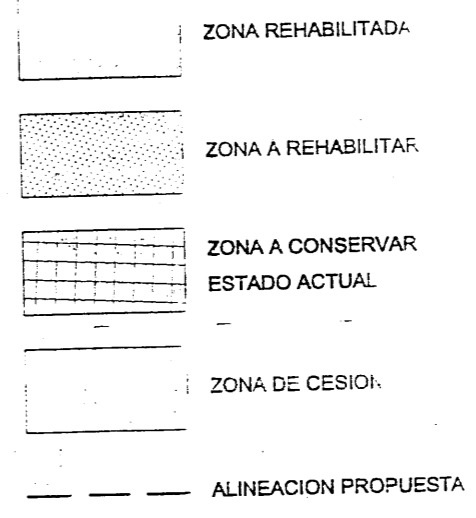 ZONA REHABILITADA
ZONA A REHABILITAR
ZONA A CONSERVAR
ESTADO ACTUAL
ZONA DE CESION
ALINEACION PROPUESTA